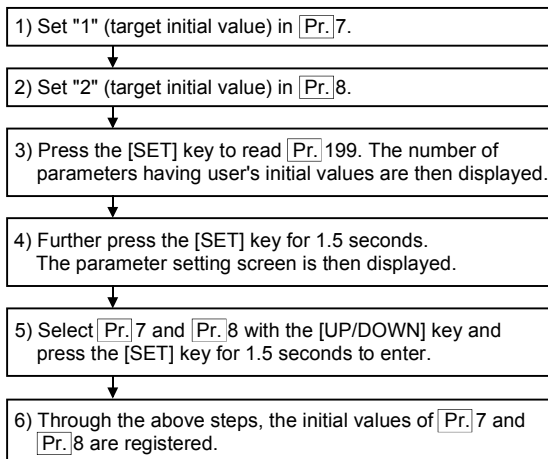 1) Set "1" (target initial value) in Pr. 7.
2) Set "2" (target initial value) in Pr. 8.
3) Press the [SET] key to read Pr. 199. The number of
parameters having user's initial values are then displayed.
4) Further press the [SET] key for 1.5 seconds.
The parameter setting screen is then displayed.
5) Select Pr. 7 and Pr. 8 with the [UP/DOWN] key and
press the [SET] key for 1.5 seconds to enter.
6) Through the above steps, the initial values of Pr. 7 and
Pr. 8 are registered.